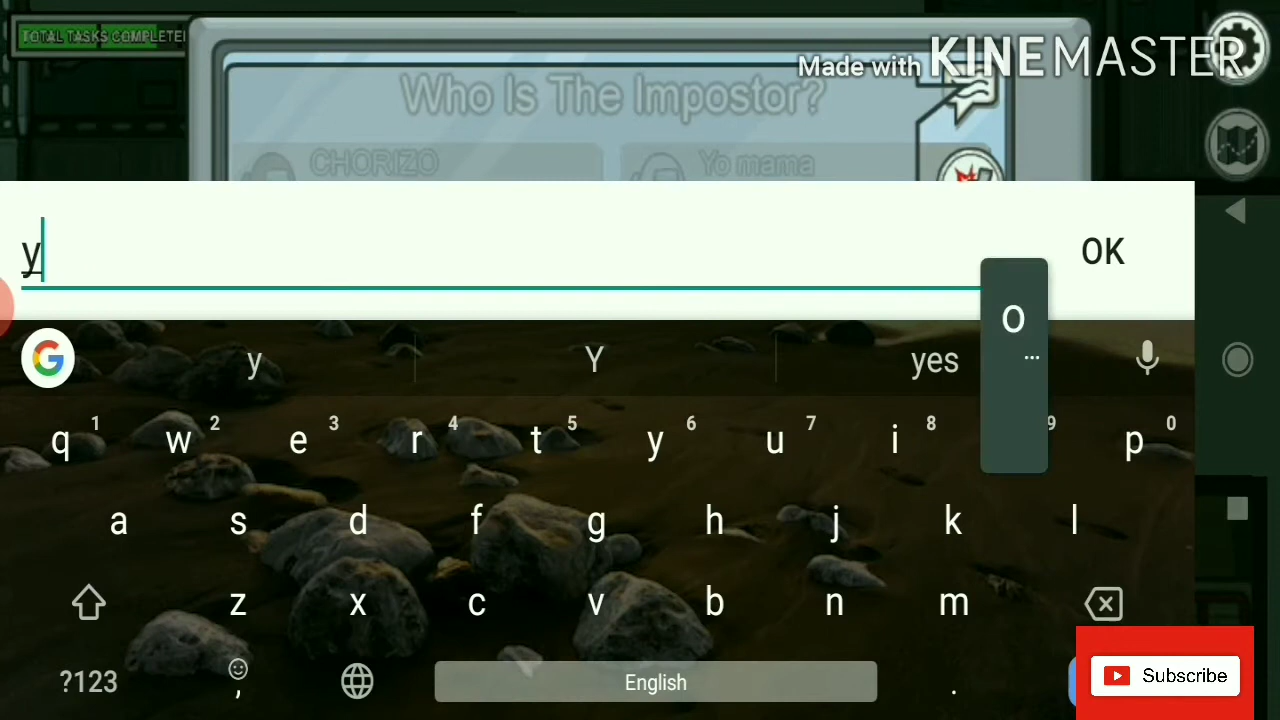 TOTAL TASKS COMPLETE
Made with KINEMASTER
Who Is The Impostor?
CHORIZO
Yo mama
y
OK
o
y
Y
yes
q 1 w 2 e 3 r 4 t 5 y 6 u 7 i 8 9 p 0
a s d f g h j k l
z x c v b n m
?123 , English .
Subscribe